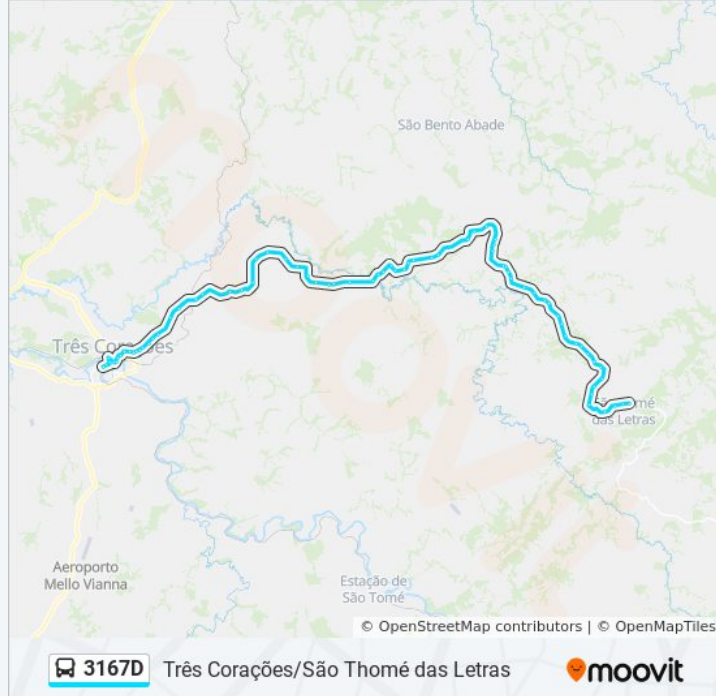 São Bento Abade
Três Corações
São Tomé
das Letras
Aeroporto
Mello Vianna
Estação de
São Tomé
© OpenStreetMap contributors | © OpenMapTiles
3167D Três Corações/São Thomé das Letras moovit